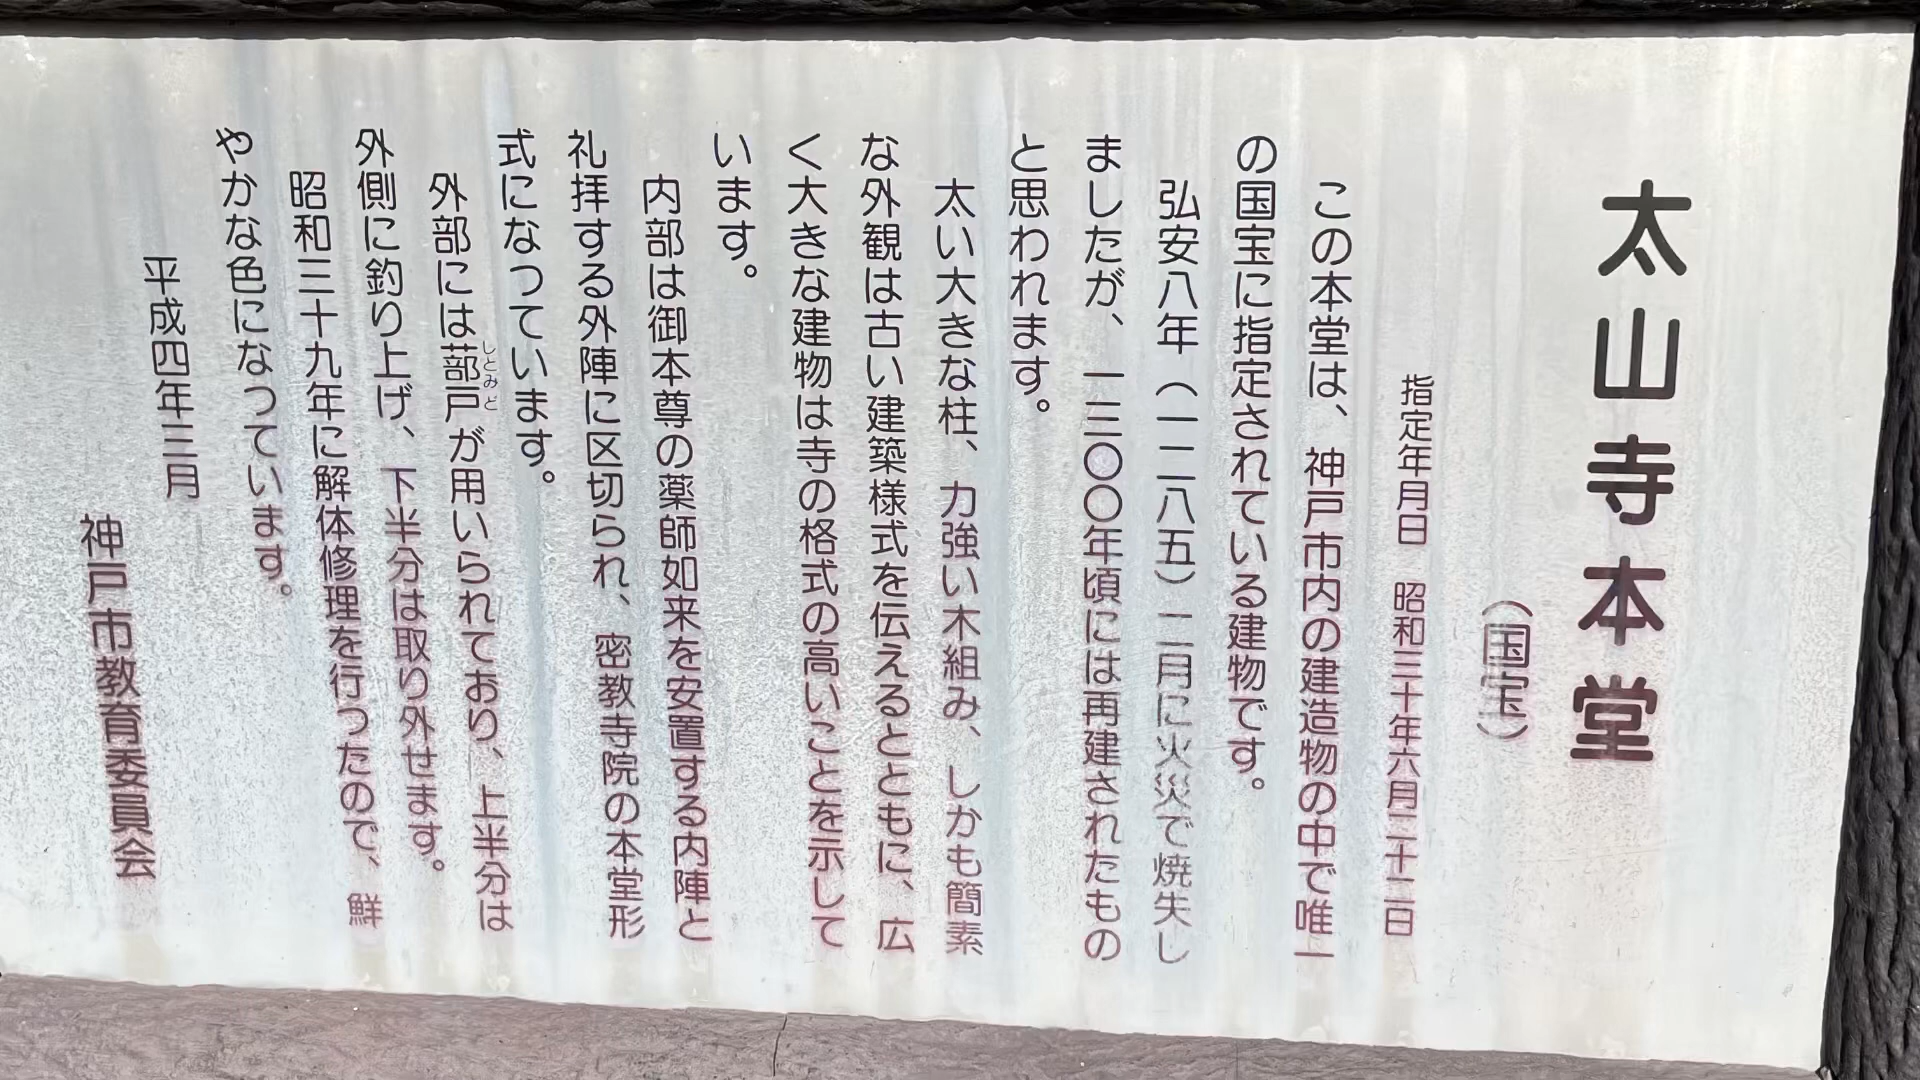 太山寺本堂
（国宝）
指定年月日　昭和三十年六月二十二日
この本堂は、神戸市内の建造物の中で唯一
の国宝に指定されている建物です。
弘安八年（一二八五）二月に火災で焼失し
ましたが、一三〇〇年頃には再建されたもの
と思われます。
太い大きな柱、力強い木組み、しかも簡素
な外観は古い建築様式を伝えるとともに、広
く大きな建物は寺の格式の高いことを示して
います。
内部は御本尊の薬師如来を安置する内陣と
礼拝する外陣に区切られ、密教寺院の本堂形
式になつています。
外部には蔀戸が用いられており、上半分は
しとみど
外側に釣り上げ、下半分は取り外せます。
昭和三十九年に解体修理を行つたので、鮮
やかな色になつています。
平成四年三月
神戸市教育委員会